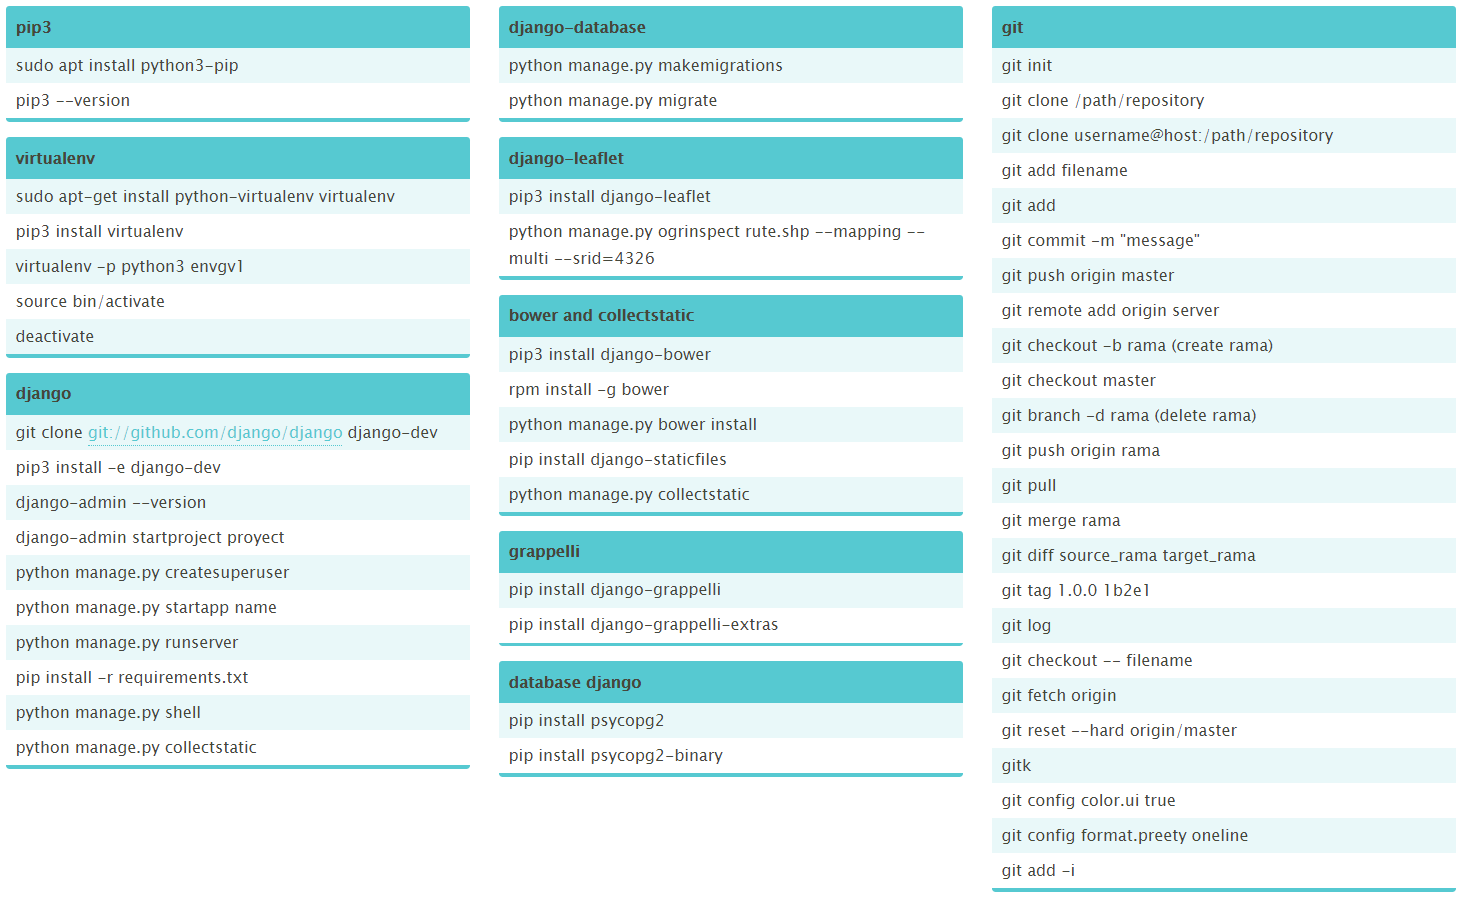 pip3
sudo apt install python3-pip
pip3 --version
virtualenv
sudo apt-get install python-virtualenv virtualenv
pip3 install virtualenv
virtualenv -p python3 envgv1
source bin/activate
deactivate
django
git clone git://github.com/django/django django-dev
pip3 install -e django-dev
django-admin --version
django-admin startproject proyect
python manage.py createsuperuser
python manage.py startapp name
python manage.py runserver
pip install -r requirements.txt
python manage.py shell
python manage.py collectstatic
django-database
python manage.py makemigrations
python manage.py migrate
django-leaflet
pip3 install django-leaflet
python manage.py ogrinspect rute.shp --mapping --
multi --srid=4326
bower and collectstatic
pip3 install django-bower
rpm install -g bower
python manage.py bower install
pip install django-staticfiles
python manage.py collectstatic
grappelli
pip install django-grappelli
pip install django-grappelli-extras
database django
pip install psycopg2
pip install psycopg2-binary
git
git init
git clone /path/repository
git clone username@host:/path/repository
git add filename
git add
git commit -m "message"
git push origin master
git remote add origin server
git checkout -b rama (create rama)
git checkout master
git branch -d rama (delete rama)
git push origin rama
git pull
git merge rama
git diff source_rama target_rama
git tag 1.0.0 1b2e1
git log
git checkout -- filename
git fetch origin
git reset --hard origin/master
gitk
git config color.ui true
git config format.preety oneline
git add -i